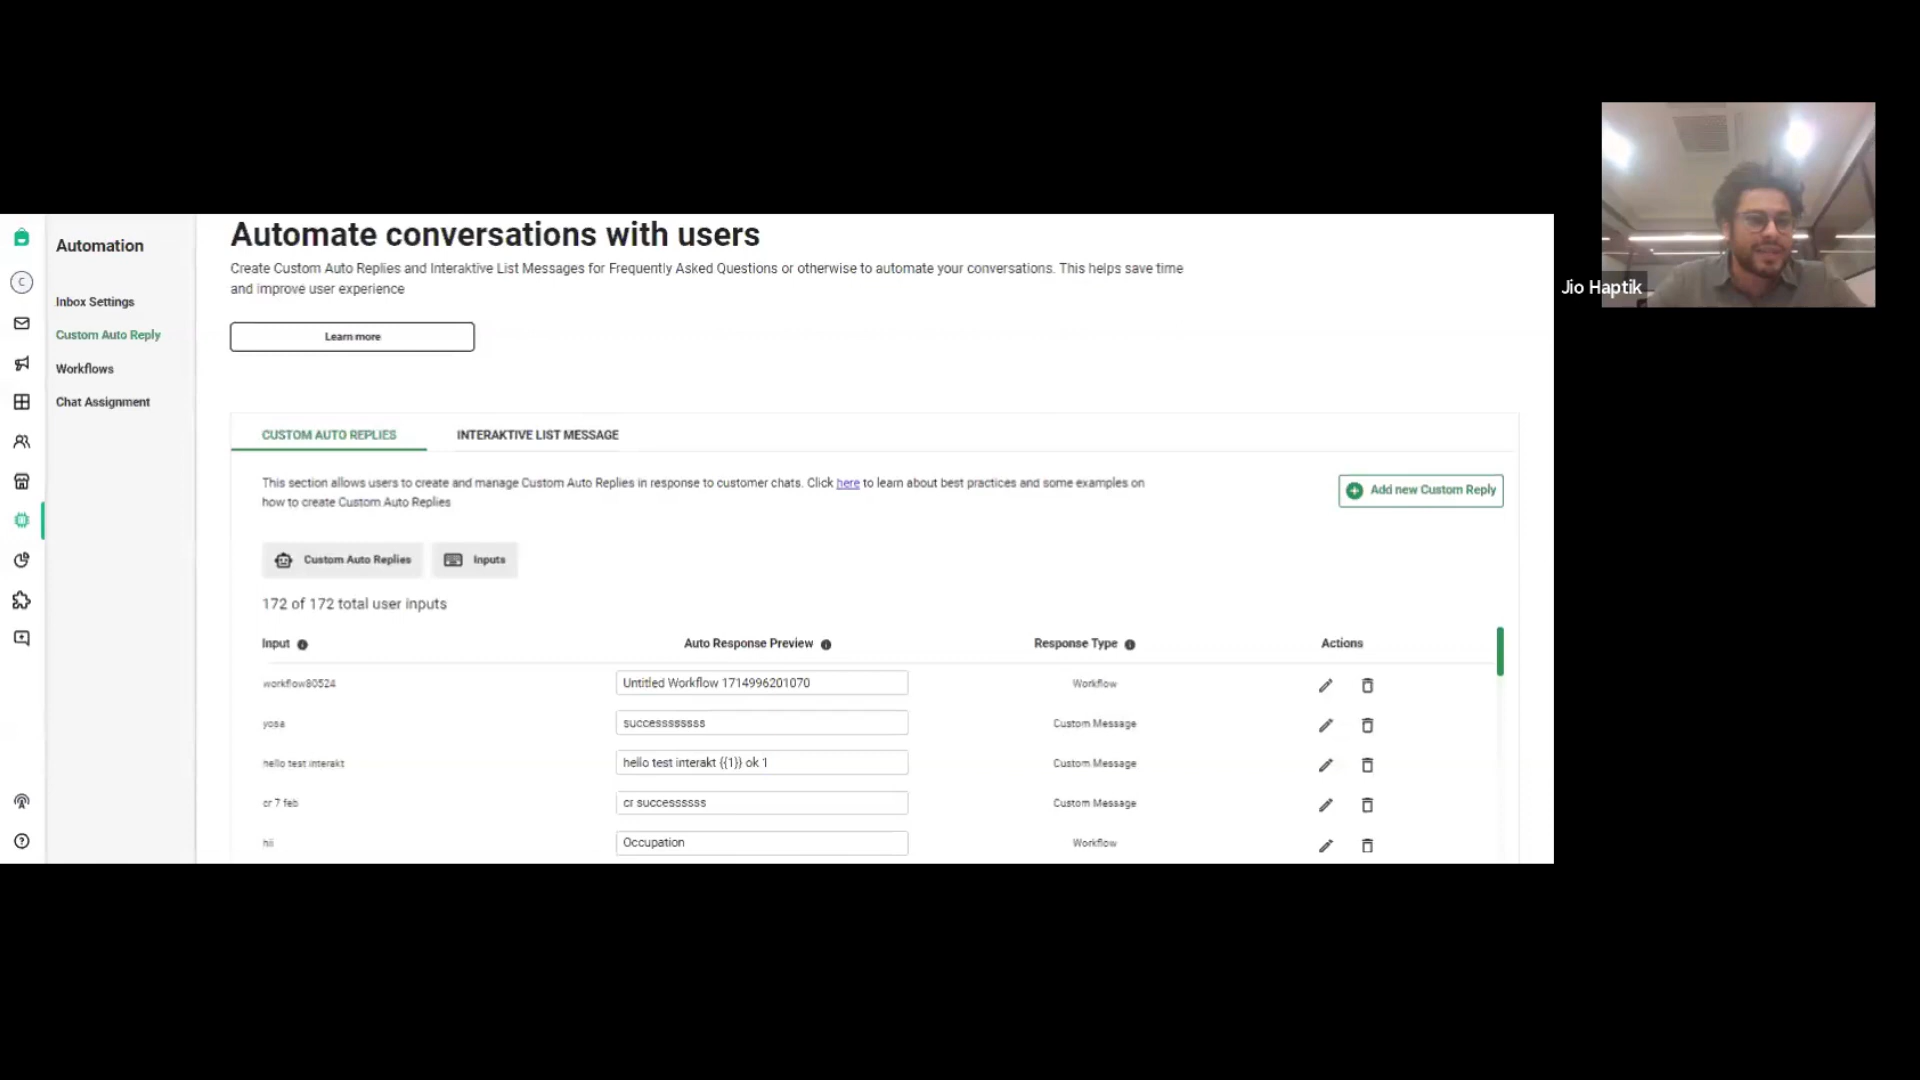 Automate conversations with users
Create Custom Auto Replies and Interaktive List Messages for Frequently Asked Questions or otherwise to automate your conversations. This helps save time
and improve user experience
Learn more
Automation
Inbox Settings
Custom Auto Reply
Workflows
Chat Assignment
C
CUSTOM AUTO REPLIES
INTERAKTIVE LIST MESSAGE
This section allows users to create and manage Custom Auto Replies in response to customer chats. Click here to learn about best practices and some examples on
how to create Custom Auto Replies
Add new Custom Reply
Custom Auto Replies
Inputs
172 of 172 total user inputs
Input Auto Response Preview Response Type Actions
workflow80524 Untitled Workflow 1714996201070 Workflow
yosa successsssssss Custom Message
hello test interakt hello test interakt {{1}} ok 1 Custom Message
cr 7 feb cr successssss Custom Message
hii Occupation Workflow
Jio Haptik